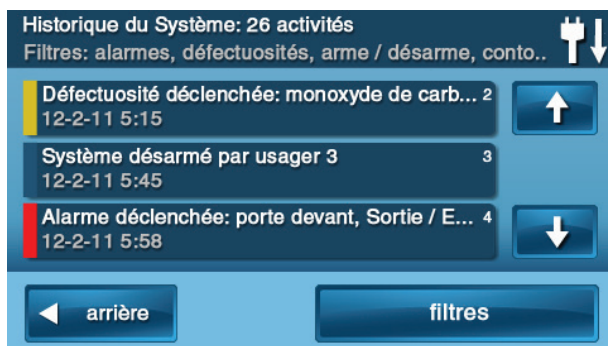 Historique du Système: 26 activités
Filtres: alarmes, défectuosités, arme / désarme, conto..
Défectuosité déclenchée: monoxyde de carb... 2
12-2-11 5:15
Système désarmé par usager 3 3
12-2-11 5:45
Alarme déclenchée: porte devant, Sortie / E... 4
12-2-11 5:58
arrière
filtres